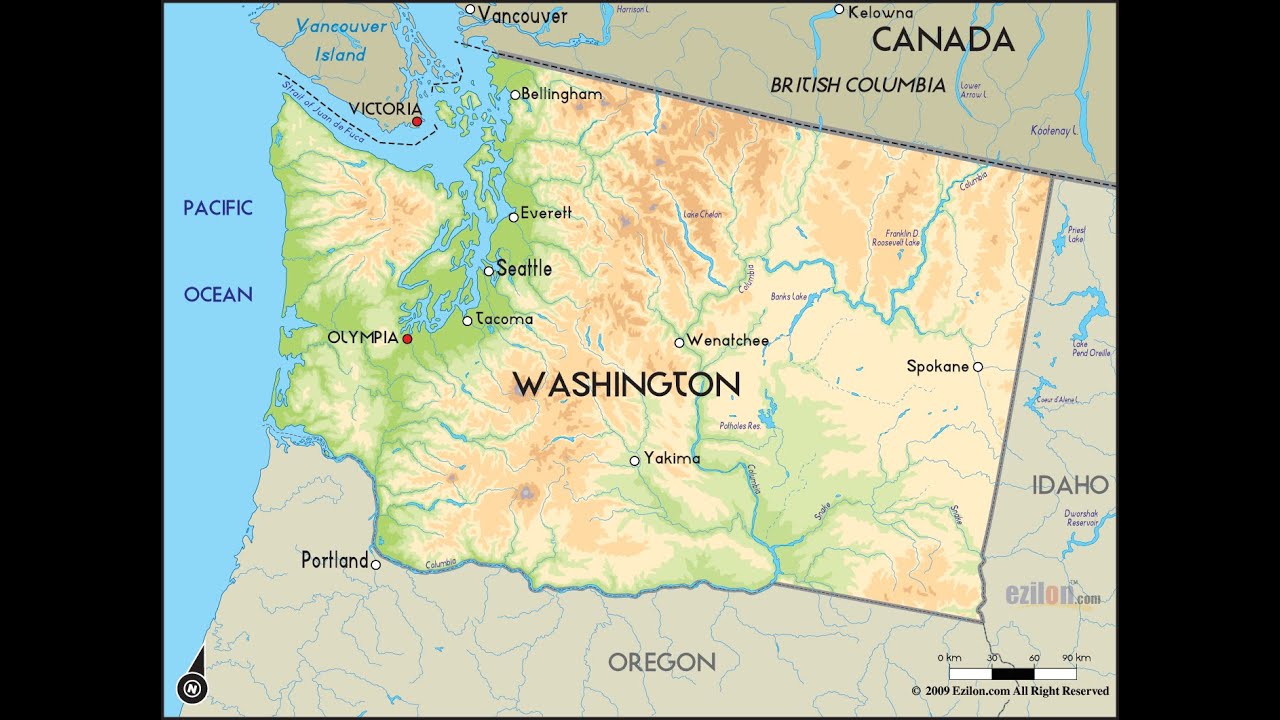 Vancouver
Harrison L.
Kelowna
Vancouver
Island
CANADA
BRITISH COLUMBIA
Lower
Arrow L.
Kootenay L.
Bellingham
VICTORIA
Strait of Juan de Fuca
Columbia
PACIFIC
OCEAN
Everett
Lake Chelan
Franklin D.
Roosevelt Lake
Priest
Lake
Seattle
Columbia
Banks Lake
Tacoma
OLYMPIA
Wenatchee
Lake
Pend Oreille
Spokane
WASHINGTON
Coeur d'Alene L.
Potholes Res.
Yakima
Columbia
Snake
Snake
IDAHO
Dworshak
Reservoir
Portland
Columbia
ezilon.com
TM
OREGON
0 km 30 60 90 km
N
© 2009 Ezilon.com All Right Reserved